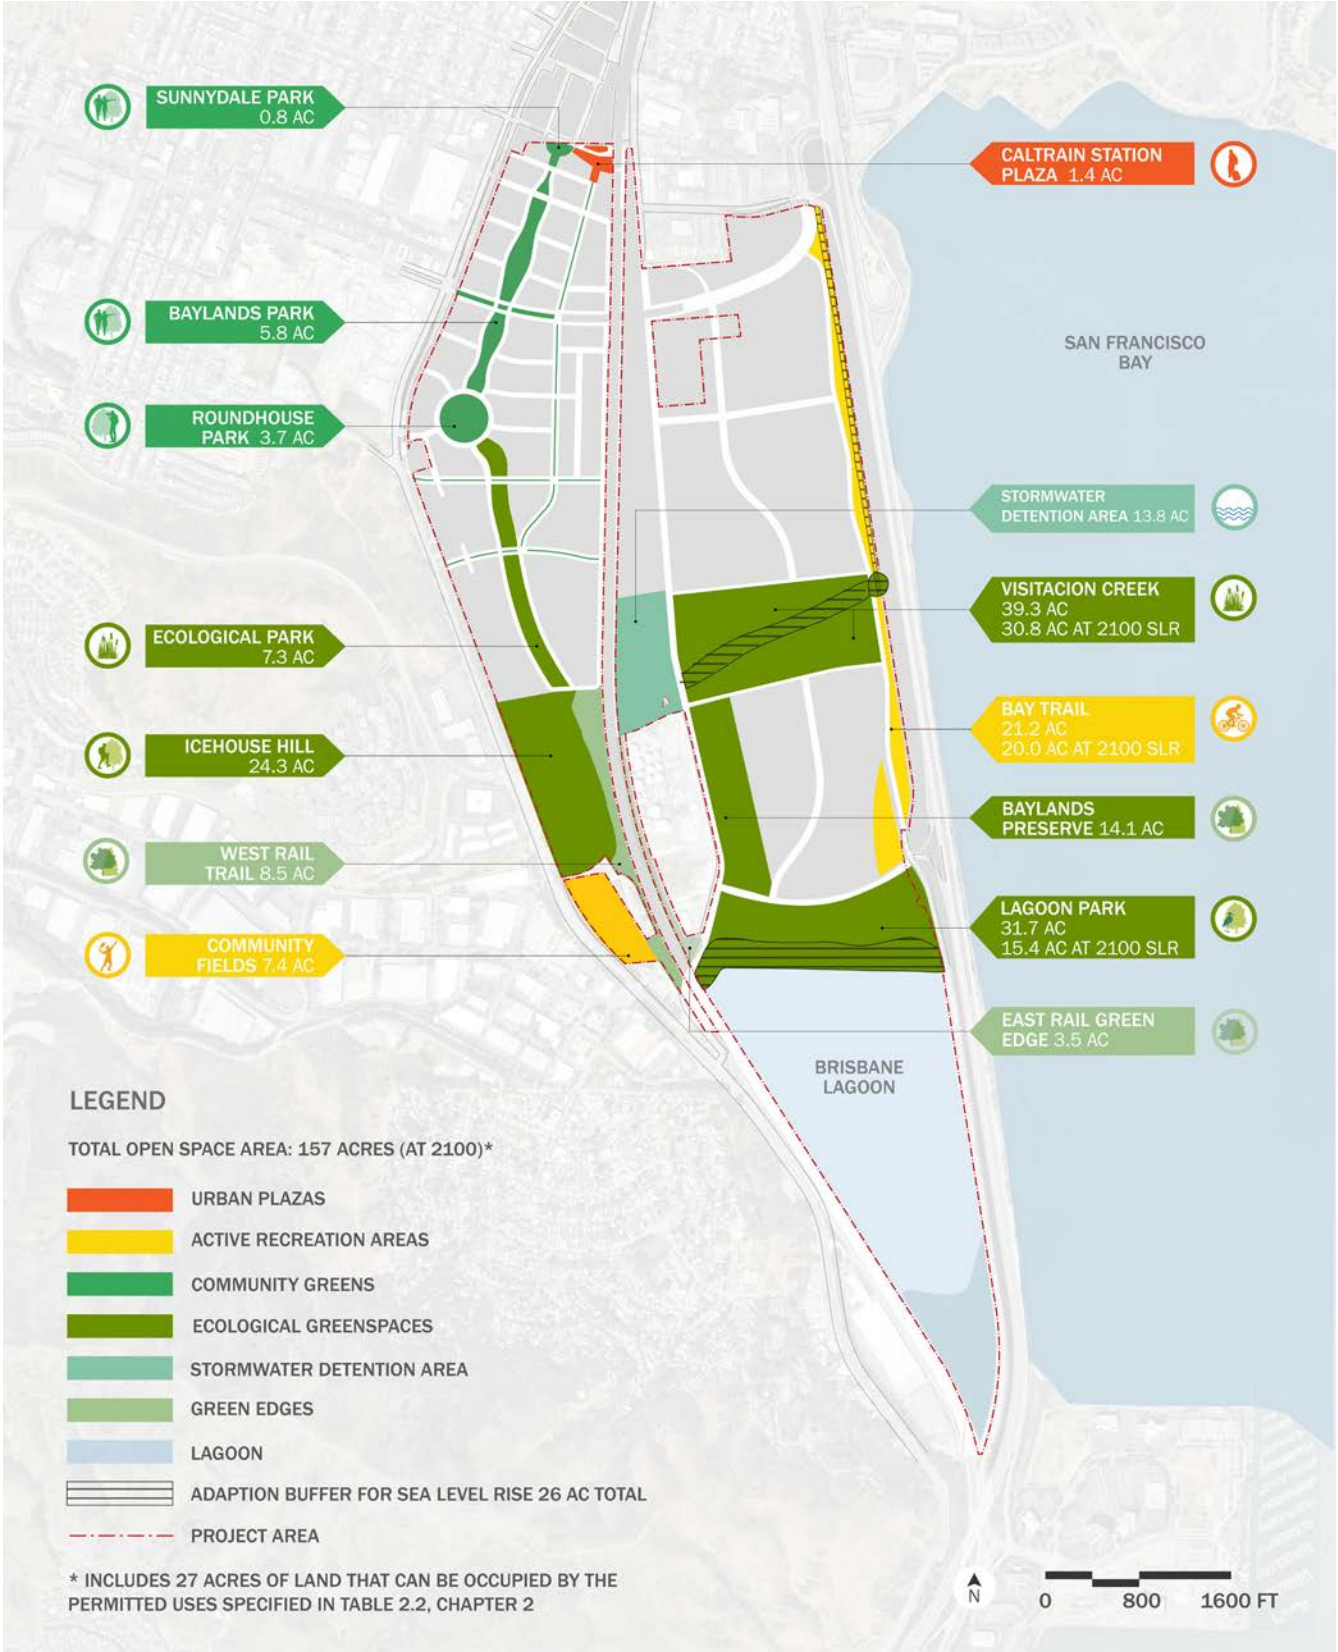 SUNNYDALE PARK
0.8 AC
CALTRAIN STATION
PLAZA 1.4 AC
BAYLANDS PARK
5.8 AC
SAN FRANCISCO
BAY
ROUNDHOUSE
PARK 3.7 AC
STORMWATER
DETENTION AREA 13.8 AC
VISITACION CREEK
39.3 AC
30.8 AC AT 2100 SLR
ECOLOGICAL PARK
7.3 AC
BAY TRAIL
21.2 AC
20.0 AC AT 2100 SLR
ICEHOUSE HILL
24.3 AC
BAYLANDS
PRESERVE 14.1 AC
WEST RAIL
TRAIL 8.5 AC
LAGOON PARK
31.7 AC
15.4 AC AT 2100 SLR
COMMUNITY
FIELDS 7.4 AC
EAST RAIL GREEN
EDGE 3.5 AC
BRISBANE
LAGOON
LEGEND
TOTAL OPEN SPACE AREA: 157 ACRES (AT 2100)*
URBAN PLAZAS
ACTIVE RECREATION AREAS
COMMUNITY GREENS
ECOLOGICAL GREENSPACES
STORMWATER DETENTION AREA
GREEN EDGES
LAGOON
ADAPTION BUFFER FOR SEA LEVEL RISE 26 AC TOTAL
PROJECT AREA
* INCLUDES 27 ACRES OF LAND THAT CAN BE OCCUPIED BY THE
PERMITTED USES SPECIFIED IN TABLE 2.2, CHAPTER 2
N
0 800 1600 FT